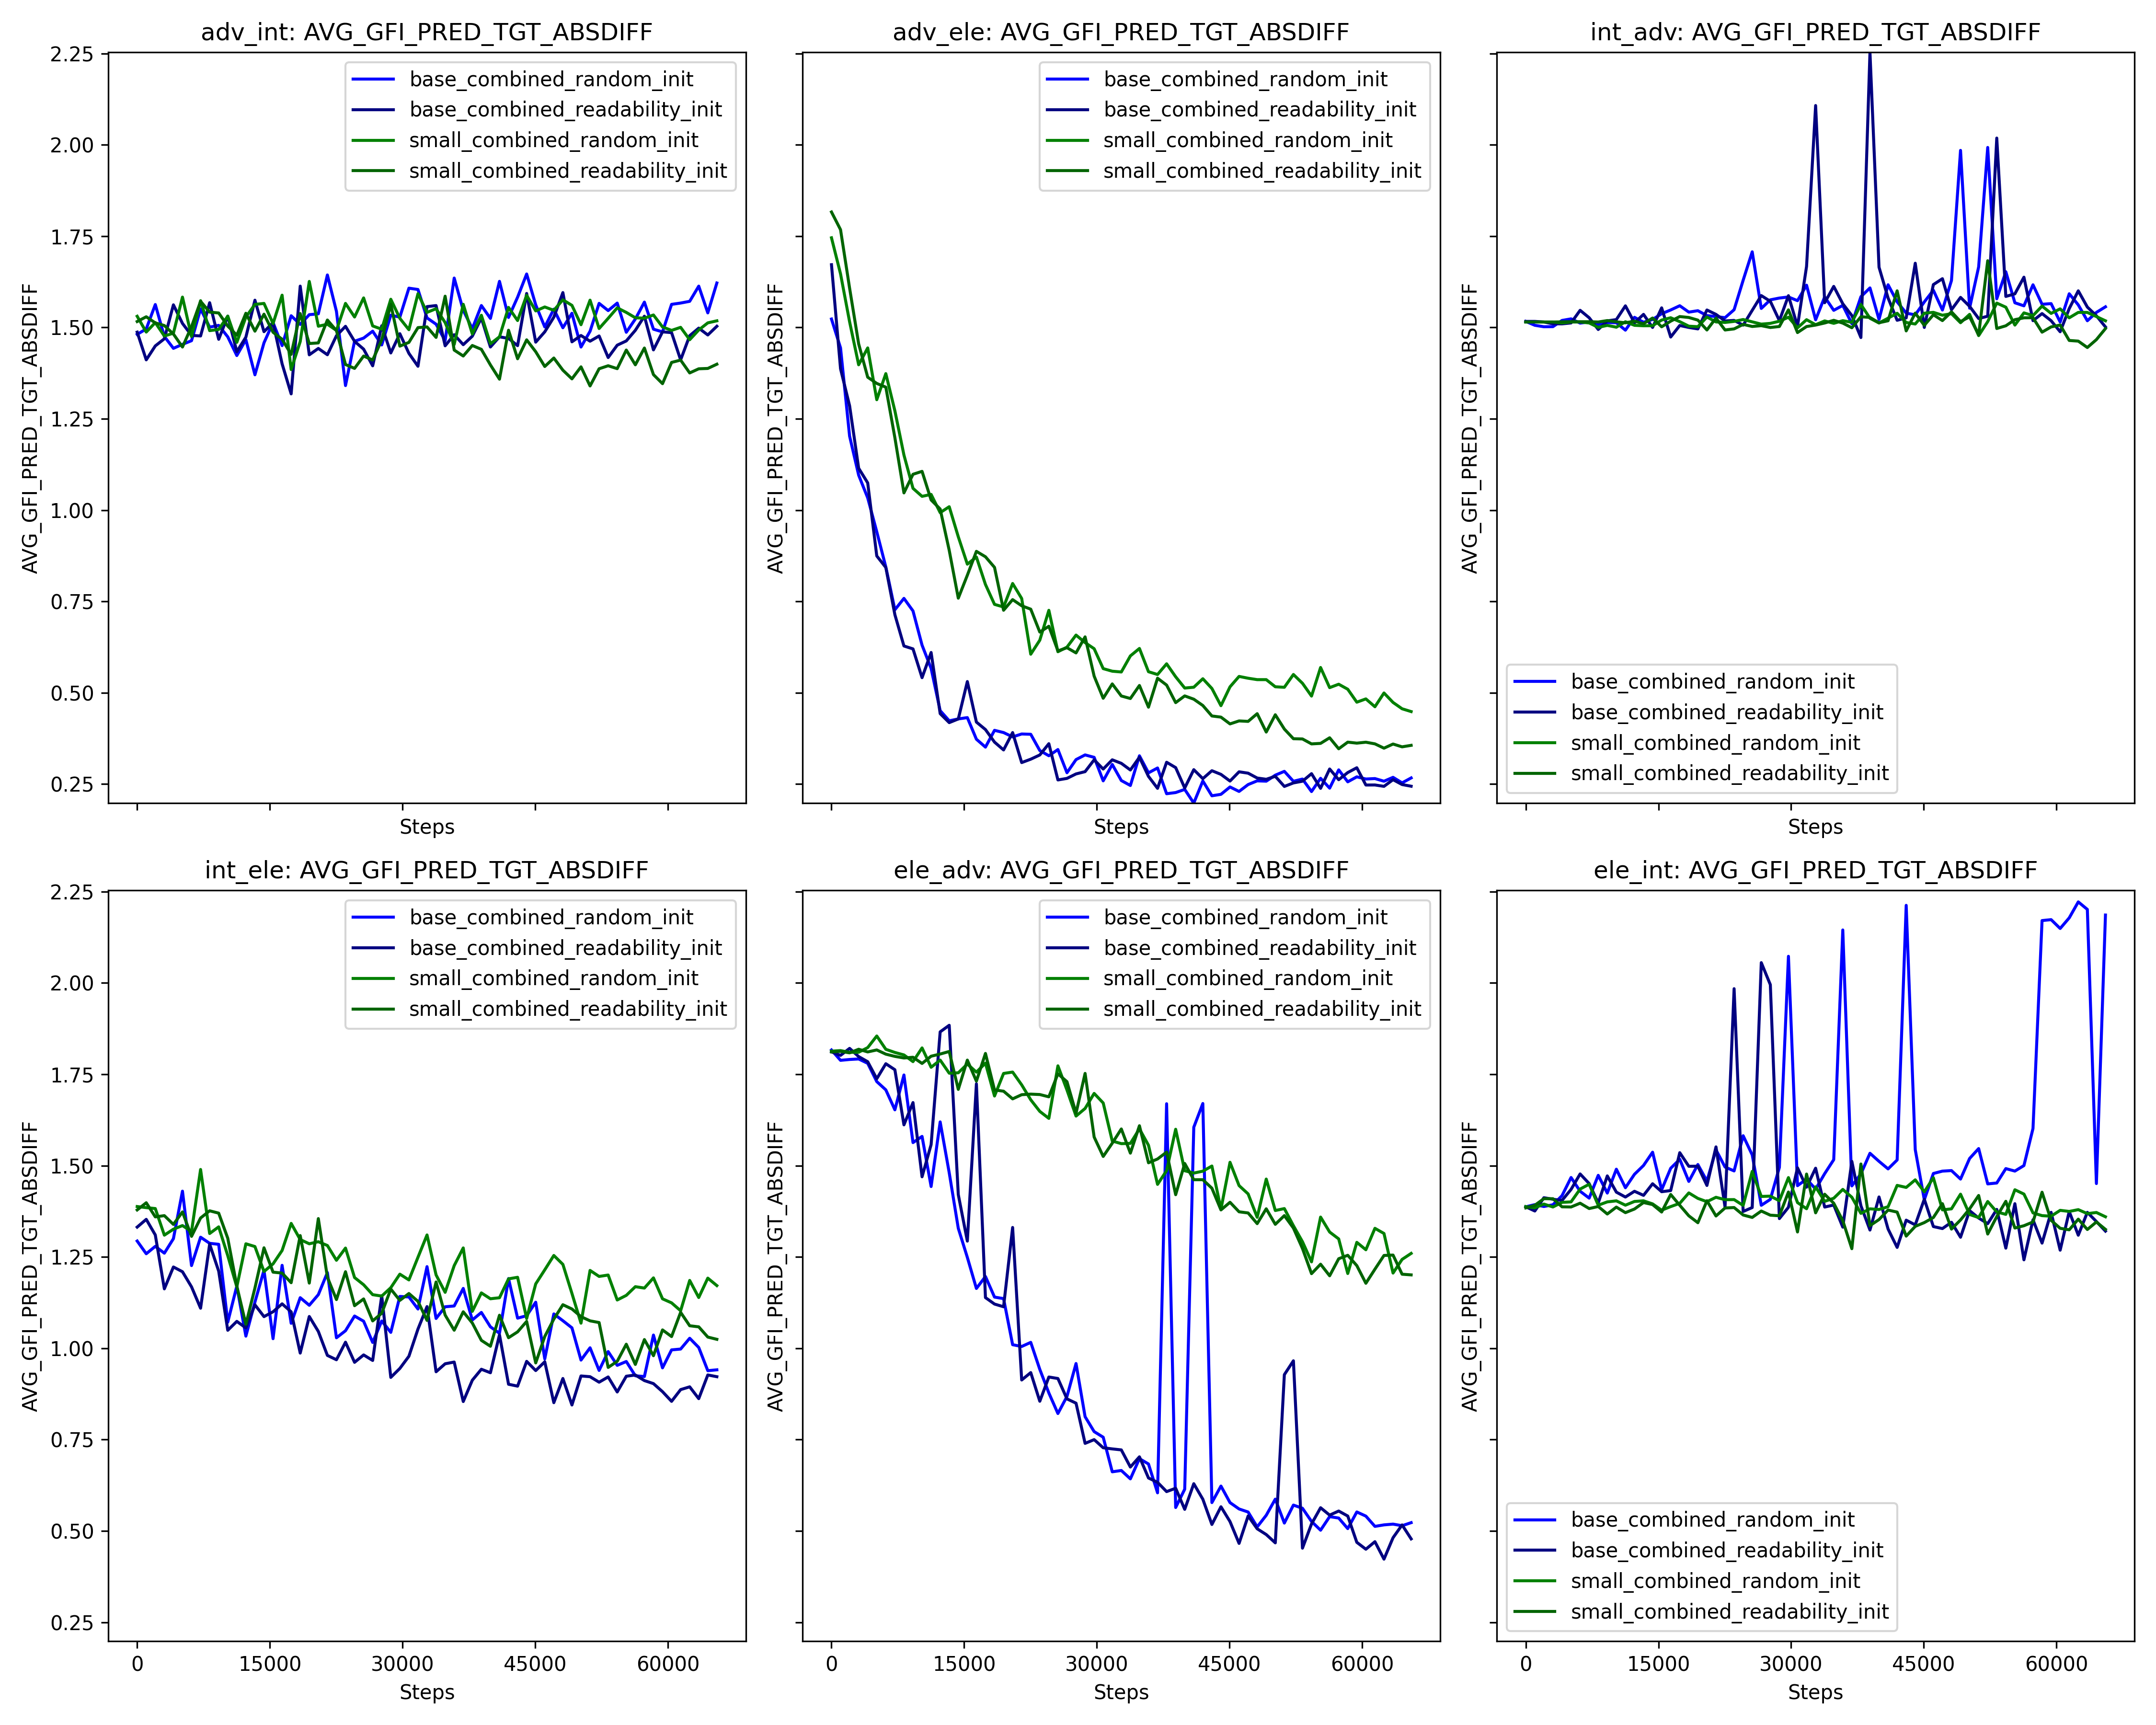 adv_int: AVG_GFI_PRED_TGT_ABSDIFF
AVG_GFI_PRED_TGT_ABSDIFF
2.25
2.00
1.75
1.50
1.25
1.00
0.75
0.50
0.25
base_combined_random_init
base_combined_readability_init
small_combined_random_init
small_combined_readability_init
Steps
adv_ele: AVG_GFI_PRED_TGT_ABSDIFF
AVG_GFI_PRED_TGT_ABSDIFF
base_combined_random_init
base_combined_readability_init
small_combined_random_init
small_combined_readability_init
Steps
int_adv: AVG_GFI_PRED_TGT_ABSDIFF
AVG_GFI_PRED_TGT_ABSDIFF
base_combined_random_init
base_combined_readability_init
small_combined_random_init
small_combined_readability_init
Steps
int_ele: AVG_GFI_PRED_TGT_ABSDIFF
AVG_GFI_PRED_TGT_ABSDIFF
2.25
2.00
1.75
1.50
1.25
1.00
0.75
0.50
0.25
base_combined_random_init
base_combined_readability_init
small_combined_random_init
small_combined_readability_init
0 15000 30000 45000 60000
Steps
ele_adv: AVG_GFI_PRED_TGT_ABSDIFF
AVG_GFI_PRED_TGT_ABSDIFF
base_combined_random_init
base_combined_readability_init
small_combined_random_init
small_combined_readability_init
0 15000 30000 45000 60000
Steps
ele_int: AVG_GFI_PRED_TGT_ABSDIFF
AVG_GFI_PRED_TGT_ABSDIFF
base_combined_random_init
base_combined_readability_init
small_combined_random_init
small_combined_readability_init
0 15000 30000 45000 60000
Steps